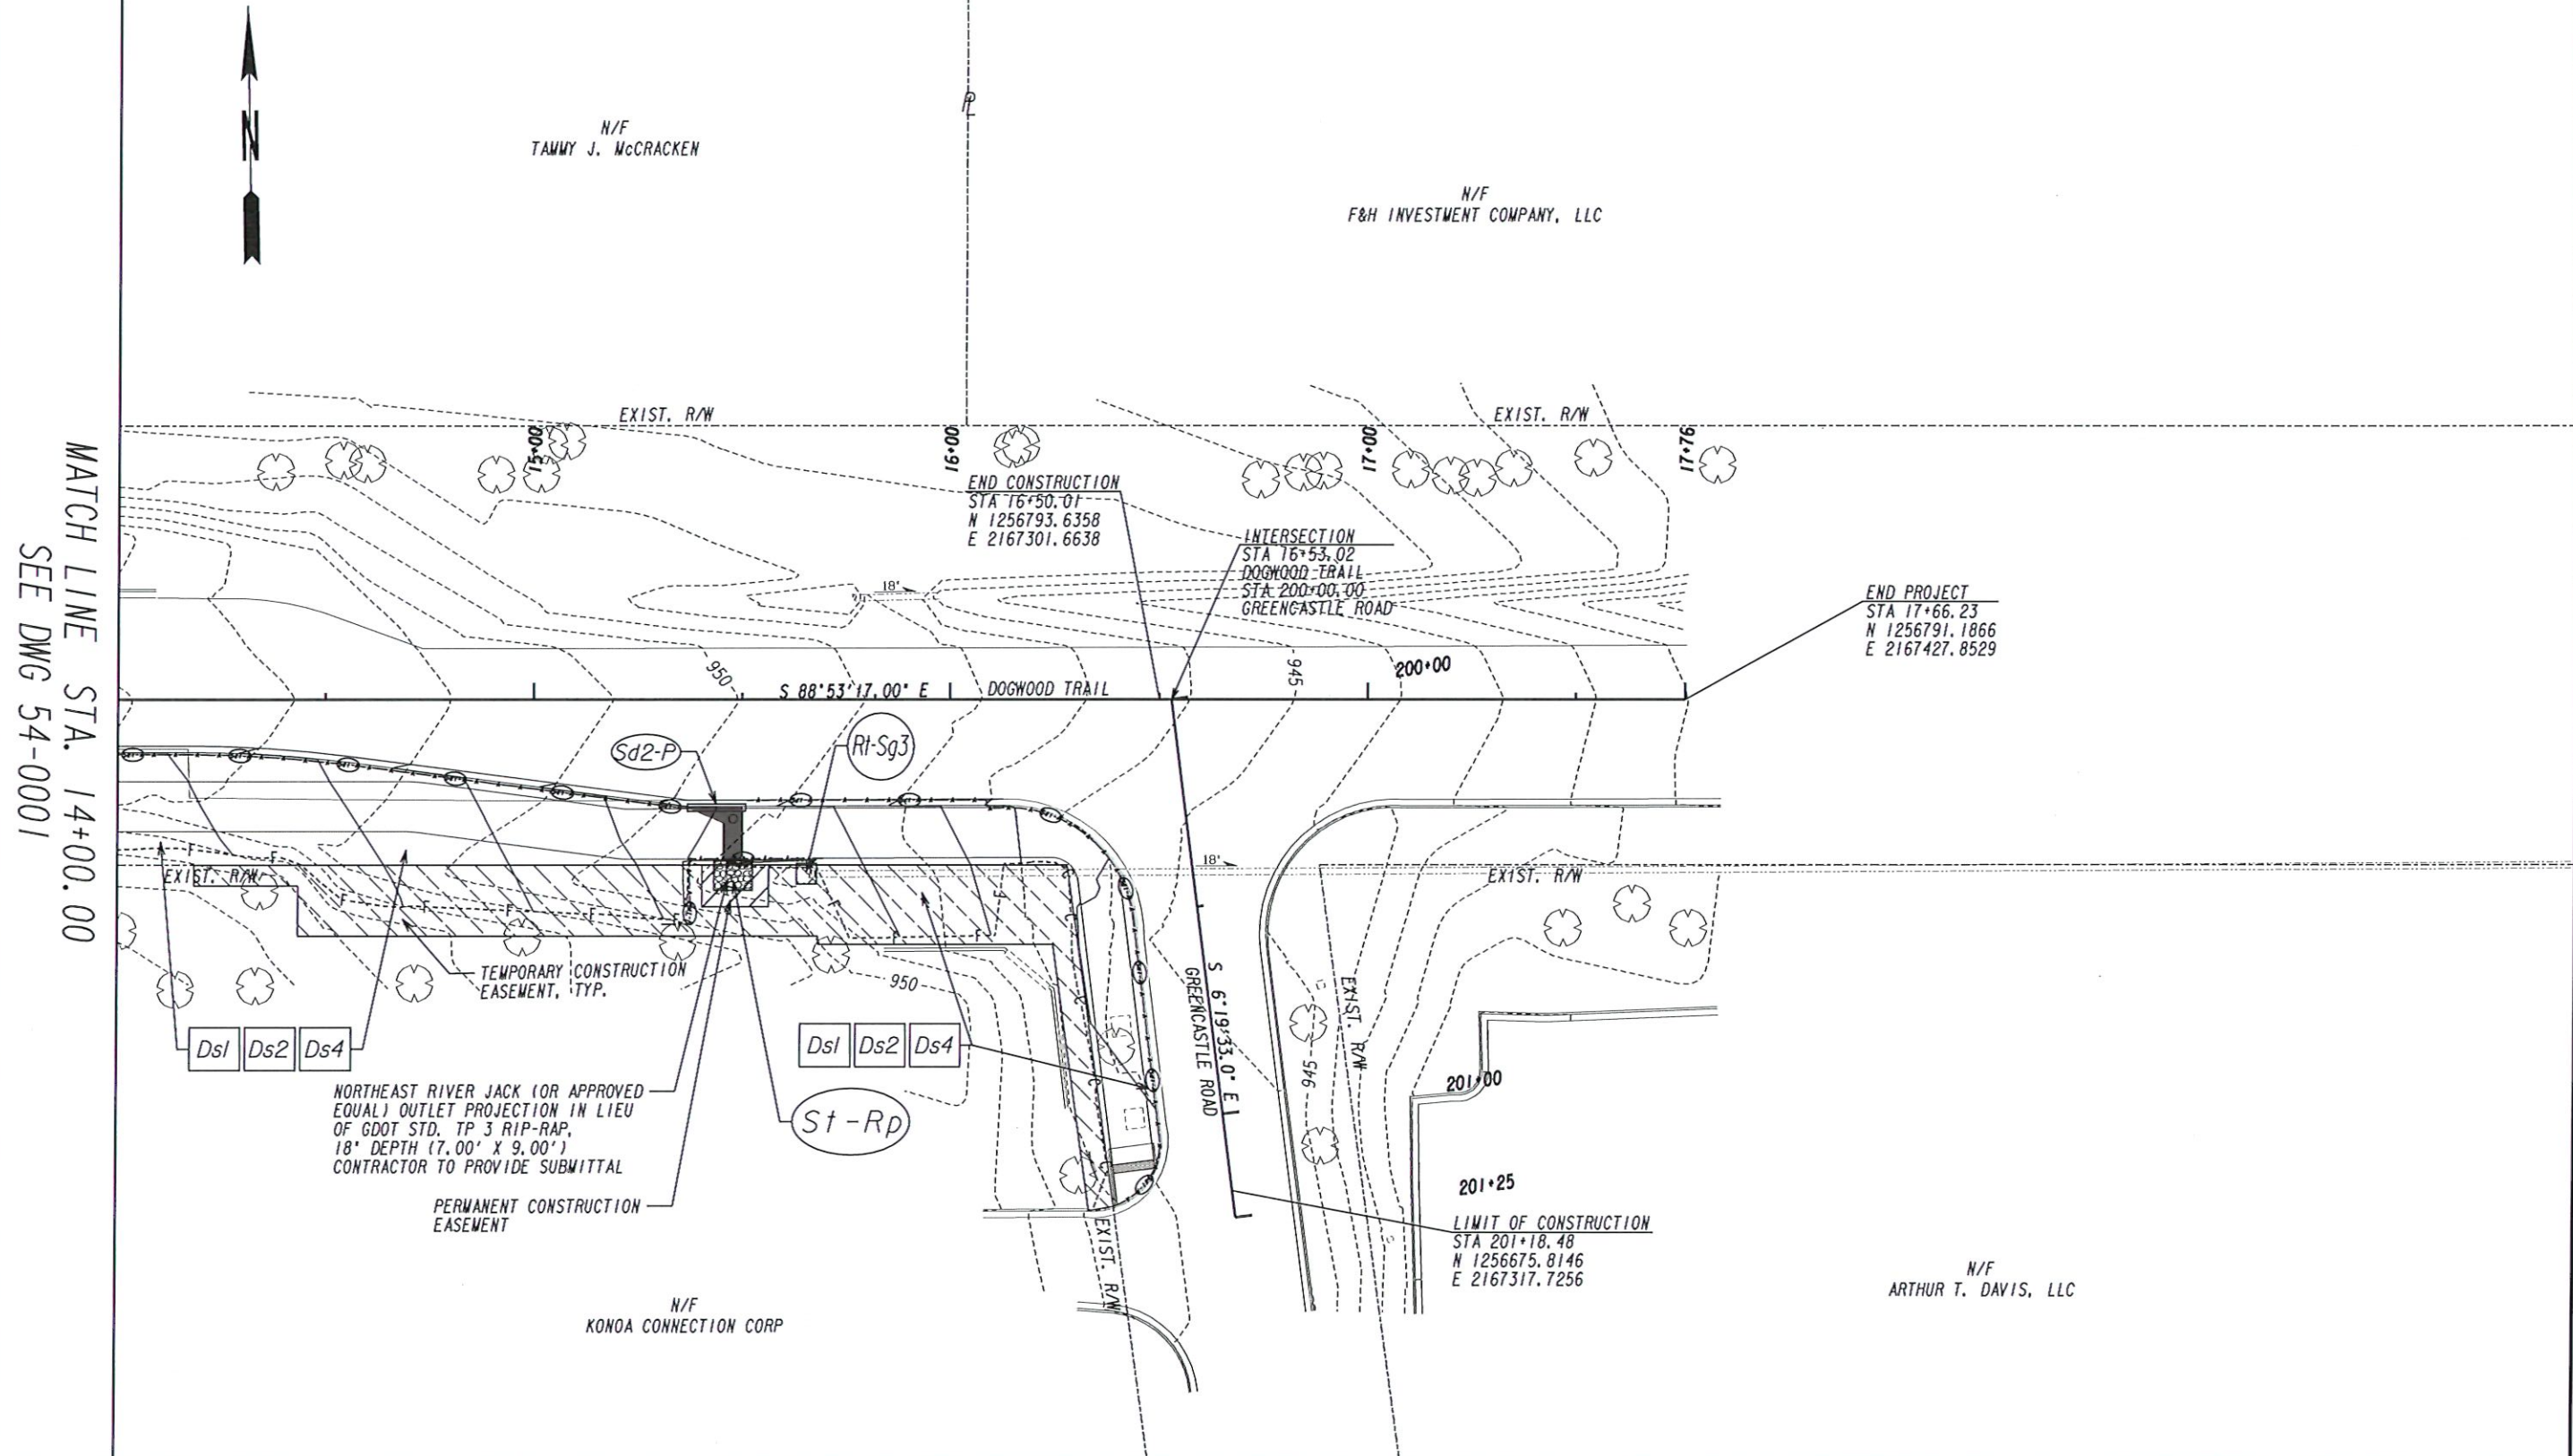 N
N/F
TAMMY J. McCRACKEN
PL
N/F
F&H INVESTMENT COMPANY, LLC
MATCH LINE STA. 14+00.00
SEE DWG 54-0001
EXIST. R/W
EXIST. R/W
15+00
16+00
17+00
17+76
END CONSTRUCTION
STA 16+50.01
N 1256793.6358
E 2167301.6638
INTERSECTION
STA 16+53.02
DOGWOOD TRAIL
STA 200+00.00
GREENCASTLE ROAD
18"
END PROJECT
STA 17+66.23
N 1256791.1866
E 2167427.8529
950
S 88°53'17.00" E
DOGWOOD TRAIL
945
200+00
Sd2-P
Rt-Sg3
EXIST. R/W
F
F
F
F
F
F
F
F
F
18"
EXIST. R/W
TEMPORARY CONSTRUCTION
EASEMENT, TYP.
950
S 6°19'33.0" E
GREENCASTLE ROAD
EXIST. R/W
945
Ds1 Ds2 Ds4
Ds1 Ds2 Ds4
NORTHEAST RIVER JACK (OR APPROVED
EQUAL) OUTLET PROJECTION IN LIEU
OF GDOT STD. TP 3 RIP-RAP,
18" DEPTH (7.00' X 9.00')
CONTRACTOR TO PROVIDE SUBMITTAL
St-Rp
201+00
PERMANENT CONSTRUCTION
EASEMENT
201+25
LIMIT OF CONSTRUCTION
STA 201+18.48
N 1256675.8146
E 2167317.7256
EXIST. R/W
N/F
KONOA CONNECTION CORP
N/F
ARTHUR T. DAVIS, LLC